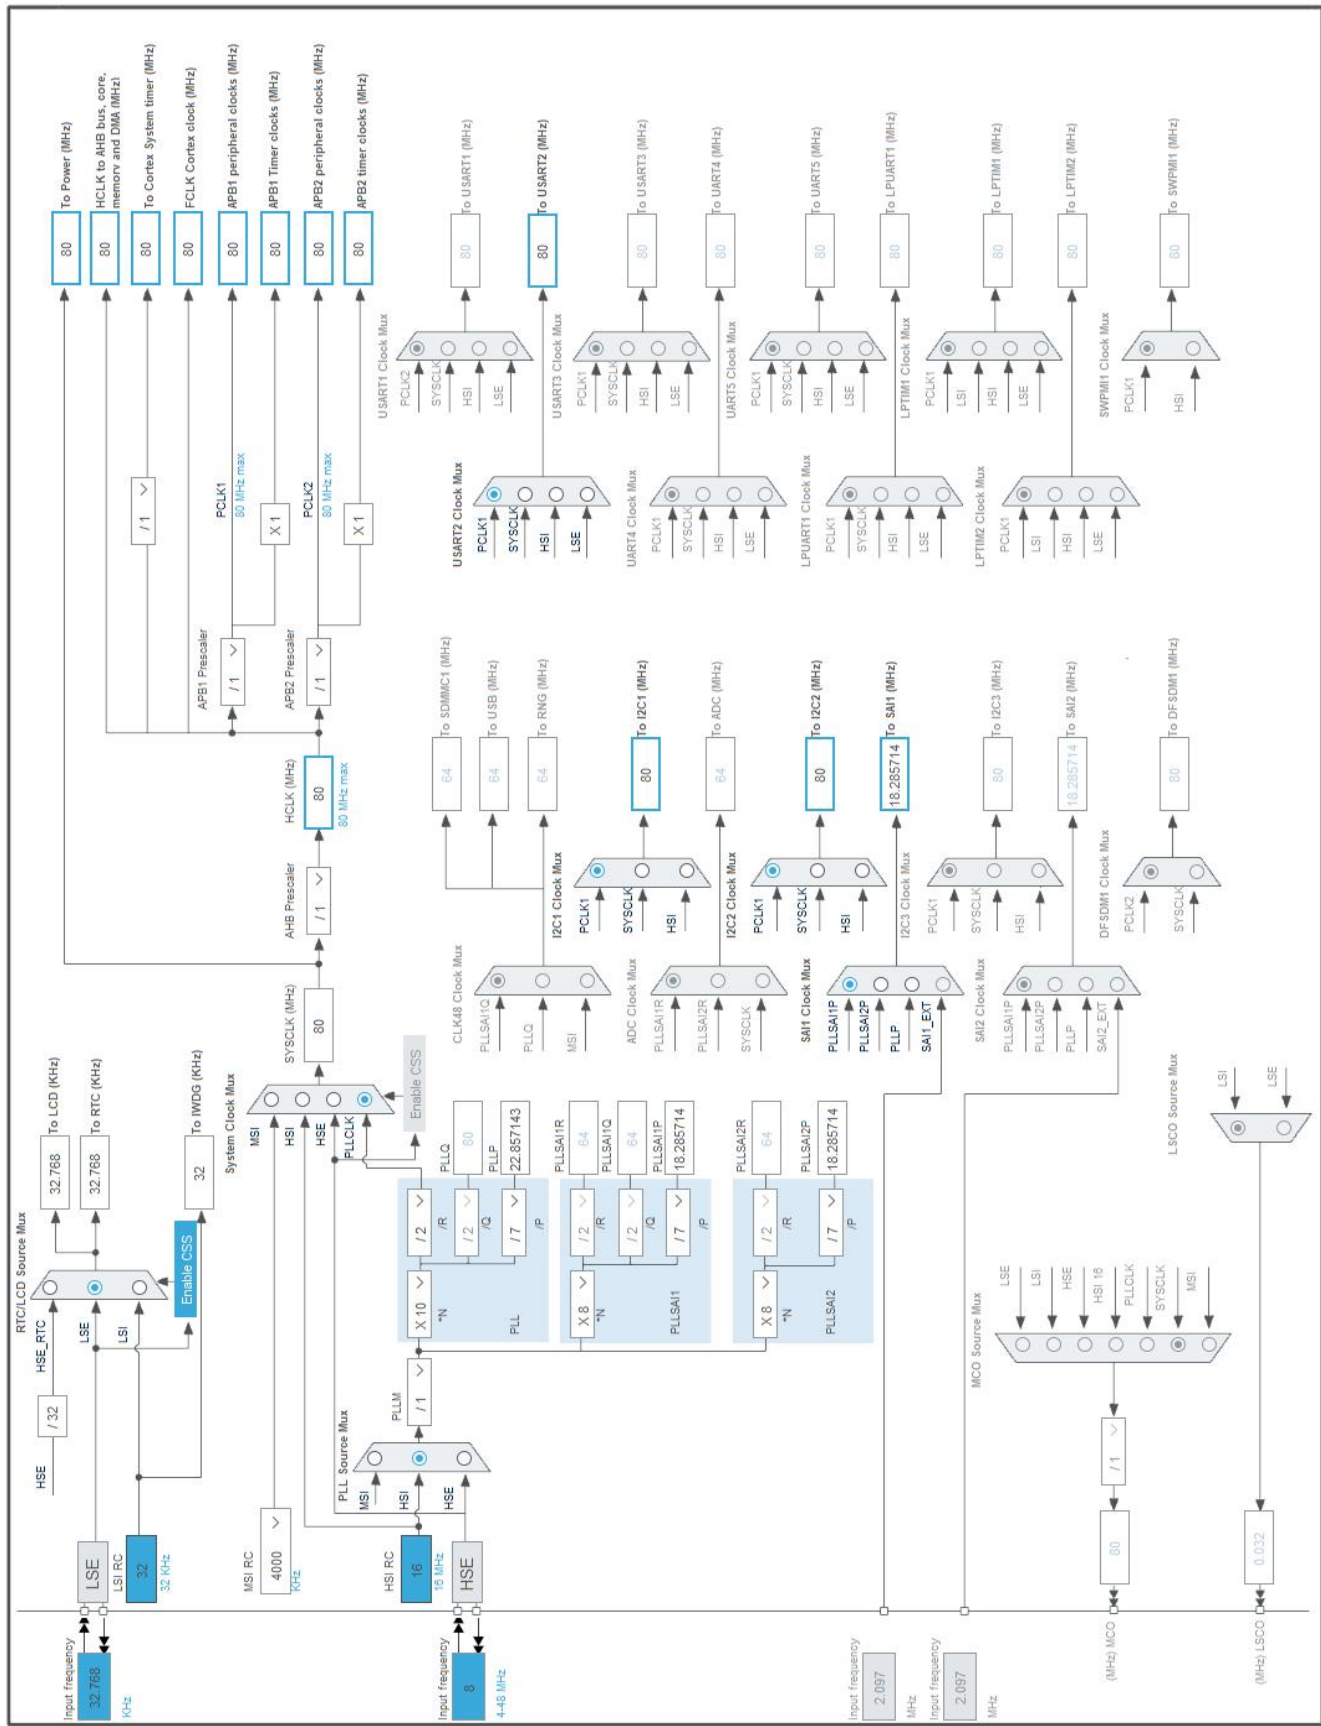 Input frequency
32.768
KHz
LSE
LSI RC
32
32 KHz
HSE
/ 32
HSE_RTC
LSE
LSI
RTC/LCD Source Mux
Enable CSS
32.768
To LCD (KHz)
32.768
To RTC (KHz)
32
To IWDG (KHz)
MSI RC
4000
KHz
HSI RC
16
16 MHz
Input frequency
8
4-48 MHz
HSE
PLL Source Mux
MSI
HSI
HSE
PLLM
/ 1
X 10
*N
PLL
/ 2
/R
/ 2
/Q
/ 7
/P
PLLQ
80
PLLP
22.857143
X 8
*N
PLLSAI1
/ 2
/R
/ 2
/Q
/ 7
/P
PLLSAI1R
64
PLLSAI1Q
64
PLLSAI1P
18.285714
X 8
*N
PLLSAI2
/ 2
/R
/ 7
/P
PLLSAI2R
64
PLLSAI2P
18.285714
System Clock Mux
MSI
HSI
HSE
PLLCLK
Enable CSS
SYSCLK (MHz)
80
AHB Prescaler
/ 1
HCLK (MHz)
80
80 MHz max
APB1 Prescaler
/ 1
APB2 Prescaler
/ 1
/ 1
PCLK1
80 MHz max
X 1
PCLK2
80 MHz max
X 1
80
To Power (MHz)
80
HCLK to AHB bus, core,
memory and DMA (MHz)
80
To Cortex System timer (MHz)
80
FCLK Cortex clock (MHz)
80
APB1 peripheral clocks (MHz)
80
APB1 Timer clocks (MHz)
80
APB2 peripheral clocks (MHz)
80
APB2 timer clocks (MHz)
CLK48 Clock Mux
PLLSAI1Q
PLLQ
MSI
64
To SDMMC1 (MHz)
64
To USB (MHz)
64
To RNG (MHz)
I2C1 Clock Mux
PCLK1
SYSCLK
HSI
80
To I2C1 (MHz)
ADC Clock Mux
PLLSAI1R
PLLSAI2R
SYSCLK
64
To ADC (MHz)
I2C2 Clock Mux
PCLK1
SYSCLK
HSI
80
To I2C2 (MHz)
SAI1 Clock Mux
PLLSAI1P
PLLSAI2P
PLLP
SAI1_EXT
18.285714
To SAI1 (MHz)
I2C3 Clock Mux
PCLK1
SYSCLK
HSI
80
To I2C3 (MHz)
SAI2 Clock Mux
PLLSAI1P
PLLSAI2P
PLLP
SAI2_EXT
18.285714
To SAI2 (MHz)
DFSDM1 Clock Mux
PCLK2
SYSCLK
80
To DFSDM1 (MHz)
USART1 Clock Mux
PCLK2
SYSCLK
HSI
LSE
80
To USART1 (MHz)
USART2 Clock Mux
PCLK1
SYSCLK
HSI
LSE
80
To USART2 (MHz)
USART3 Clock Mux
PCLK1
SYSCLK
HSI
LSE
80
To USART3 (MHz)
UART4 Clock Mux
PCLK1
SYSCLK
HSI
LSE
80
To UART4 (MHz)
UART5 Clock Mux
PCLK1
SYSCLK
HSI
LSE
80
To UART5 (MHz)
LPUART1 Clock Mux
PCLK1
SYSCLK
HSI
LSE
80
To LPUART1 (MHz)
LPTIM1 Clock Mux
PCLK1
LSI
HSI
LSE
80
To LPTIM1 (MHz)
LPTIM2 Clock Mux
PCLK1
LSI
HSI
LSE
80
To LPTIM2 (MHz)
SWPMI1 Clock Mux
PCLK1
HSI
80
To SWPMI1 (MHz)
Input frequency
2.097
MHz
Input frequency
2.097
MHz
MCO Source Mux
LSE
LSI
HSE
HSI 16
PLLCLK
SYSCLK
MSI
/ 1
80
(MHz) MCO
LSCO Source Mux
LSI
LSE
0.032
(MHz) LSCO